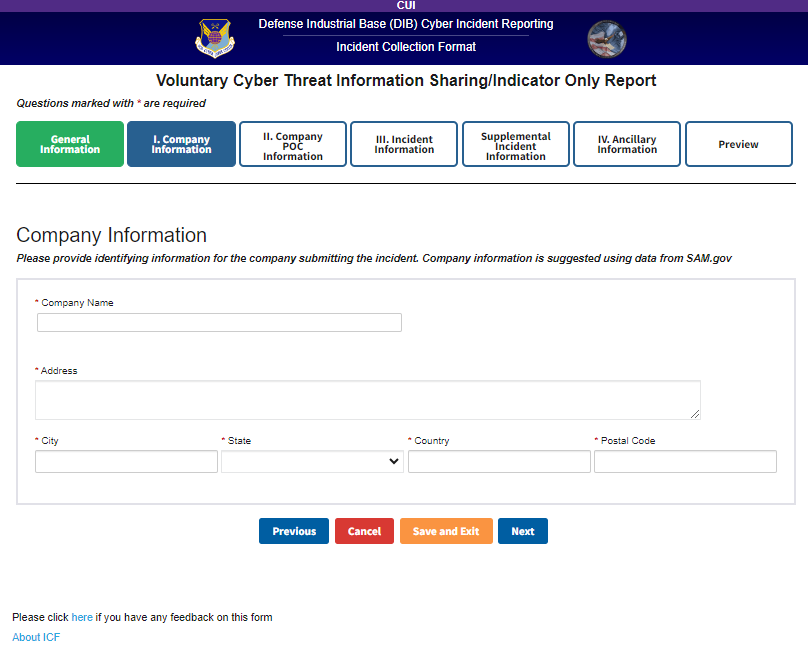 CUI
Defense Industrial Base (DIB) Cyber Incident Reporting
Incident Collection Format
Voluntary Cyber Threat Information Sharing/Indicator Only Report
Questions marked with * are required
General
Information
I. Company
Information
II. Company
POC
Information
III. Incident
Information
Supplemental
Incident
Information
IV. Ancillary
Information
Preview
Company Information
Please provide identifying information for the company submitting the incident. Company information is suggested using data from SAM.gov
* Company Name
* Address
* City
* State
* Country
* Postal Code
Previous
Cancel
Save and Exit
Next
Please click here if you have any feedback on this form
About ICF